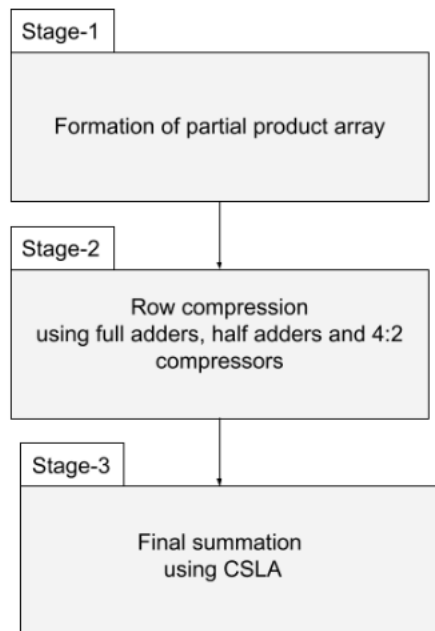 Stage-1
Formation of partial product array
Stage-2
Row compression
using full adders, half adders and 4:2
compressors
Stage-3
Final summation
using CSLA